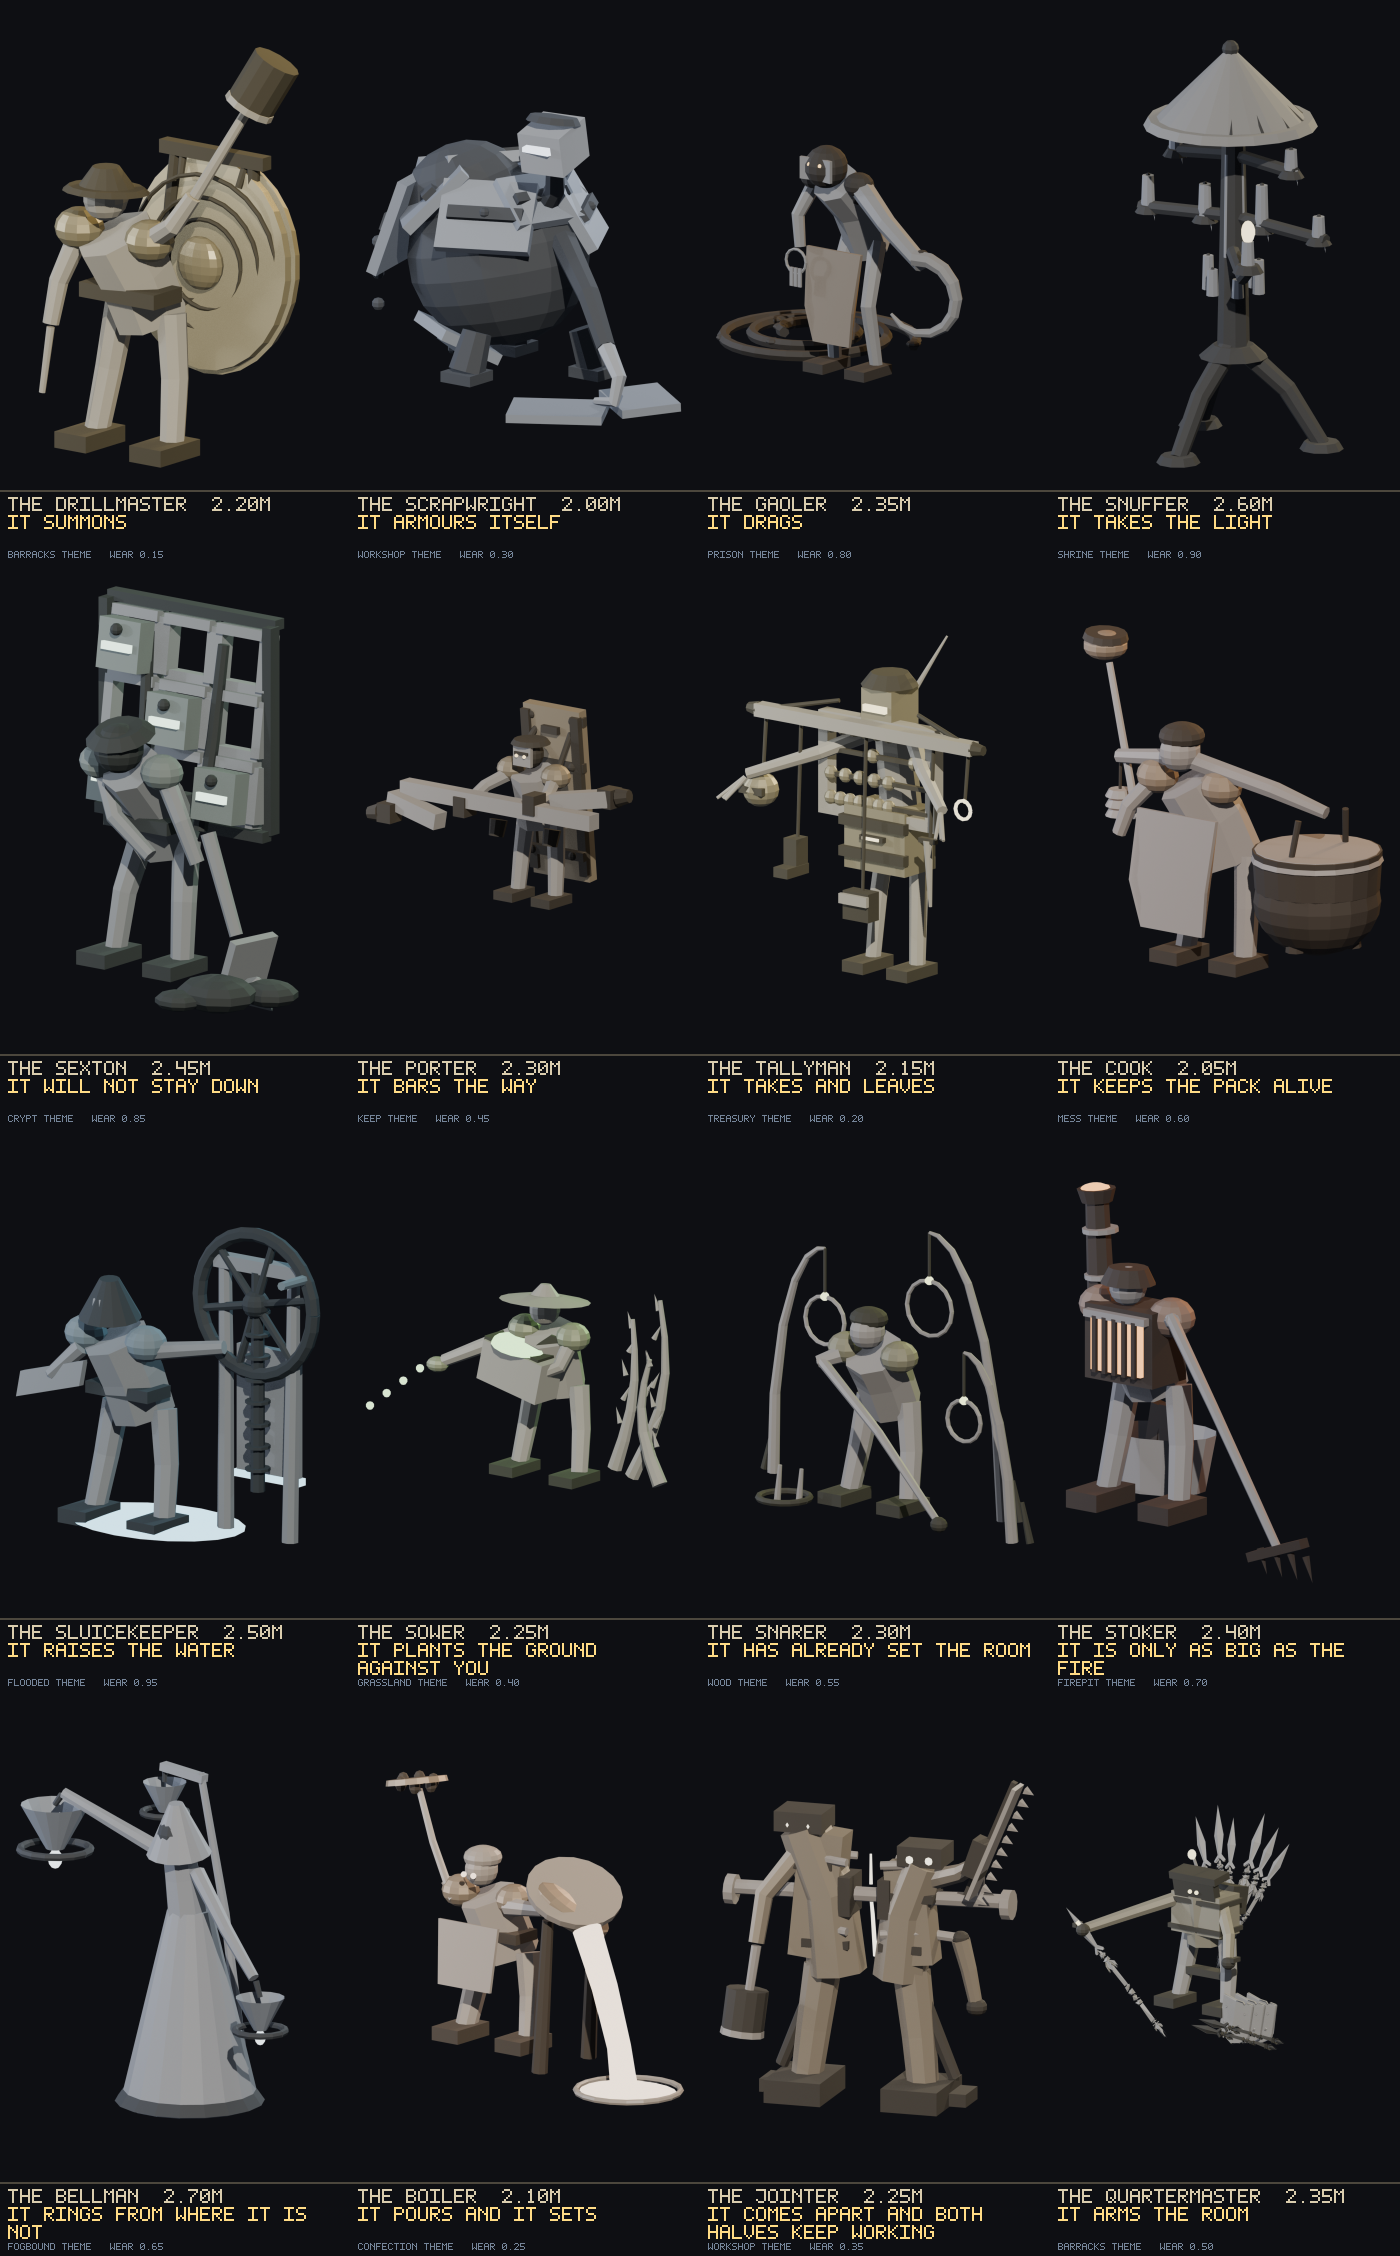 THE DRILLMASTER 2.20M
IT SUMMONS
BARRACKS THEME WEAR 0.15
THE SCRAPWRIGHT 2.00M
IT ARMOURS ITSELF
WORKSHOP THEME WEAR 0.30
THE GAOLER 2.35M
IT DRAGS
PRISON THEME WEAR 0.80
THE SNUFFER 2.60M
IT TAKES THE LIGHT
SHRINE THEME WEAR 0.90
THE SEXTON 2.45M
IT WILL NOT STAY DOWN
CRYPT THEME WEAR 0.85
THE PORTER 2.30M
IT BARS THE WAY
KEEP THEME WEAR 0.45
THE TALLYMAN 2.15M
IT TAKES AND LEAVES
TREASURY THEME WEAR 0.20
THE COOK 2.05M
IT KEEPS THE PACK ALIVE
MESS THEME WEAR 0.60
THE SLUICEKEEPER 2.50M
IT RAISES THE WATER
FLOODED THEME WEAR 0.95
THE SOWER 2.25M
IT PLANTS THE GROUND
AGAINST YOU
GRASSLAND THEME WEAR 0.40
THE SNARER 2.30M
IT HAS ALREADY SET THE ROOM
WOOD THEME WEAR 0.55
THE STOKER 2.40M
IT IS ONLY AS BIG AS THE
FIRE
FIREPIT THEME WEAR 0.70
THE BELLMAN 2.70M
IT RINGS FROM WHERE IT IS
NOT
FOGBOUND THEME WEAR 0.65
THE BOILER 2.10M
IT POURS AND IT SETS
CONFECTION THEME WEAR 0.25
THE JOINTER 2.25M
IT COMES APART AND BOTH
HALVES KEEP WORKING
WORKSHOP THEME WEAR 0.35
THE QUARTERMASTER 2.35M
IT ARMS THE ROOM
BARRACKS THEME WEAR 0.50